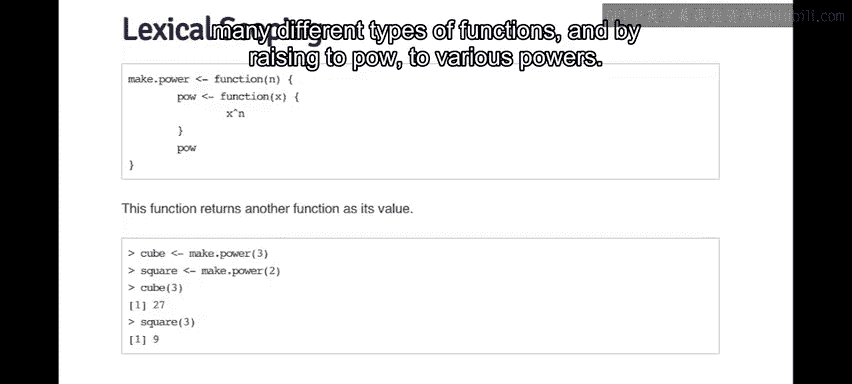 Lexical Scoping
many different types of functions, and by
raising to pow, to various powers.
make.power <- function(n) {
pow <- function(x) {
x^n
}
pow
}
This function returns another function as its value.
> cube <- make.power(3)
> square <- make.power(2)
> cube(3)
[1] 27
> square(3)
[1] 9